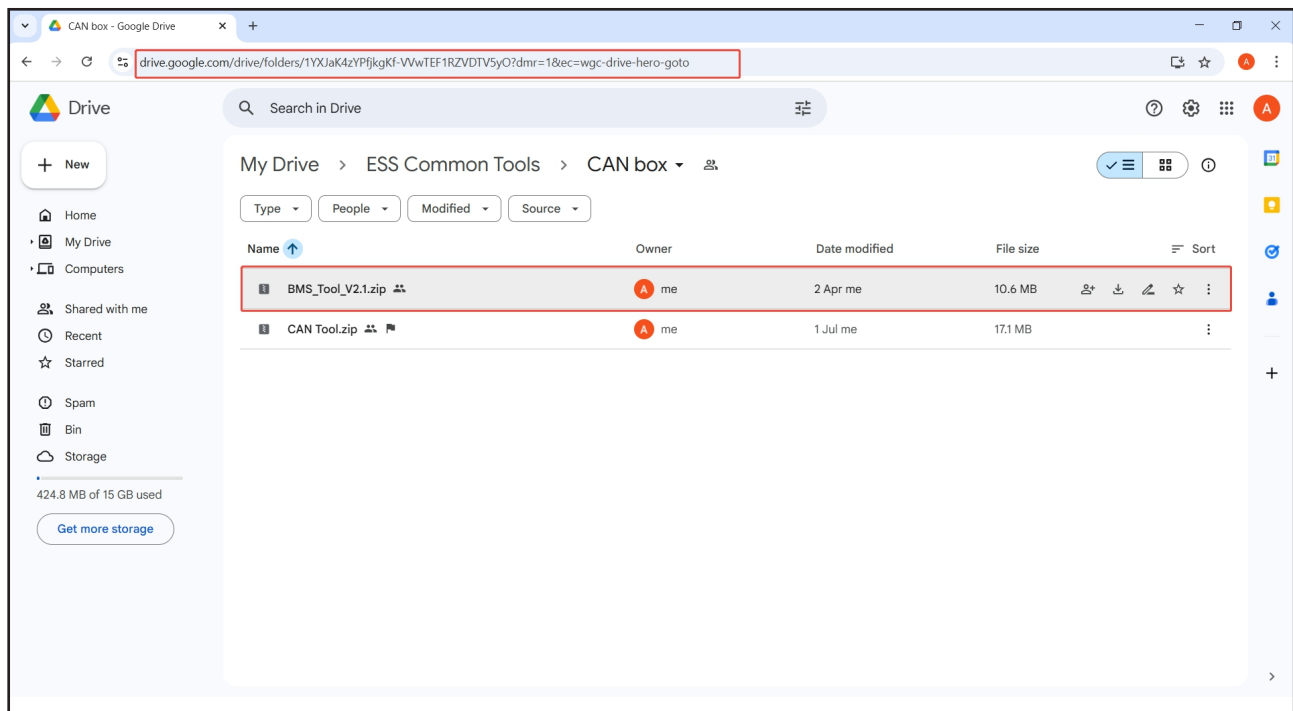 CAN box - Google Drive
drive.google.com/drive/folders/1YXJaK4zYPfjkgKf-VVwTEF1RZVDTV5yO?dmr=1&ec=wgc-drive-hero-goto
A
Drive
Search in Drive
A
New
My Drive > ESS Common Tools > CAN box
31
Type
People
Modified
Source
Home
My Drive
Computers
Shared with me
Recent
Starred
Spam
Bin
Storage
424.8 MB of 15 GB used
Get more storage
Name Owner Date modified File size Sort
BMS_Tool_V2.1.zip A me 2 Apr me 10.6 MB
CAN Tool.zip A me 1 Jul me 17.1 MB